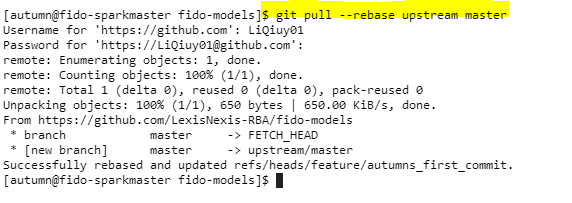 [autumn@fido-sparkmaster fido-models]$ git pull --rebase upstream master
Username for 'https://github.com': LiQiuy01
Password for 'https://LiQiuy01@github.com':
remote: Enumerating objects: 1, done.
remote: Counting objects: 100% (1/1), done.
remote: Total 1 (delta 0), reused 0 (delta 0), pack-reused 0
Unpacking objects: 100% (1/1), 650 bytes | 650.00 KiB/s, done.
From https://github.com/LexisNexis-RBA/fido-models
 * branch            master     -> FETCH_HEAD
 * [new branch]      master     -> upstream/master
Successfully rebased and updated refs/heads/feature/autumns_first_commit.
[autumn@fido-sparkmaster fido-models]$